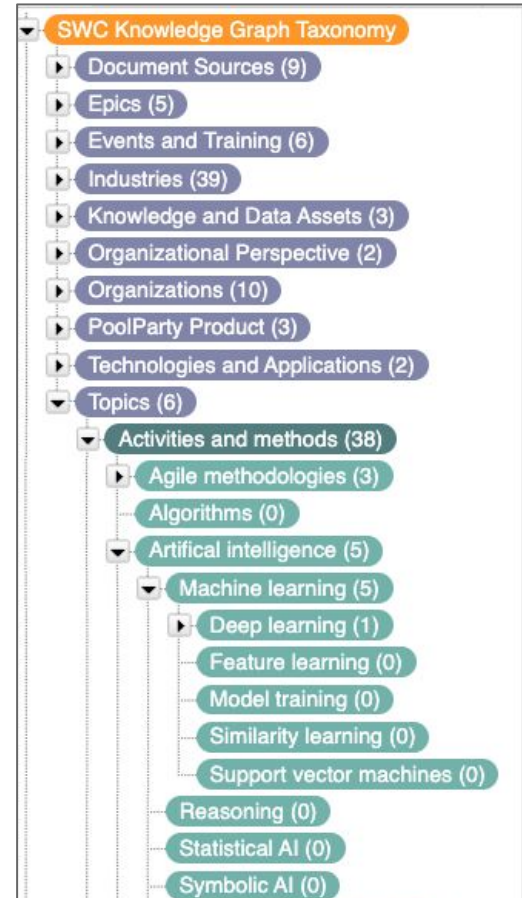 SWC Knowledge Graph Taxonomy
Document Sources (9)
Epics (5)
Events and Training (6)
Industries (39)
Knowledge and Data Assets (3)
Organizational Perspective (2)
Organizations (10)
PoolParty Product (3)
Technologies and Applications (2)
Topics (6)
Activities and methods (38)
Agile methodologies (3)
Algorithms (0)
Artifical intelligence (5)
Machine learning (5)
Deep learning (1)
Feature learning (0)
Model training (0)
Similarity learning (0)
Support vector machines (0)
Reasoning (0)
Statistical AI (0)
Symbolic AI (0)